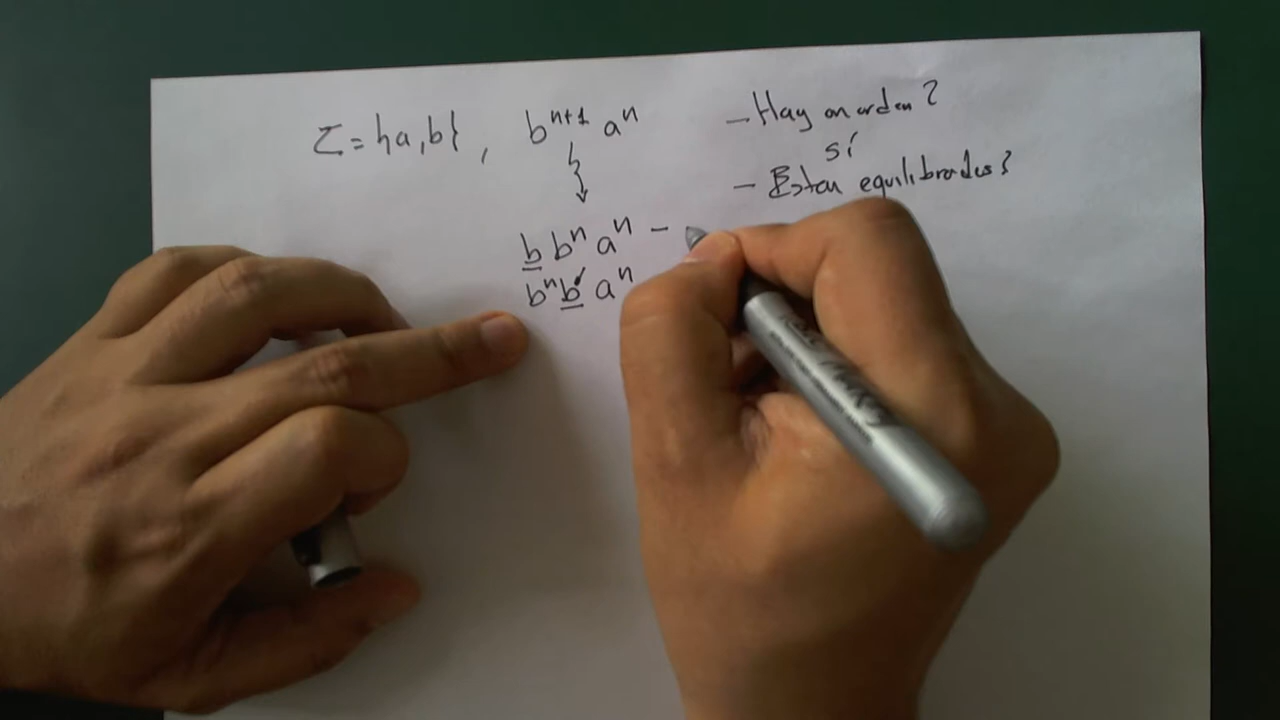 Σ = {a, b}, b^{n+1} a^n
b b^n a^n –
b^n b a^n
– Hay un orden?
Sí
– Estan equilibrados?